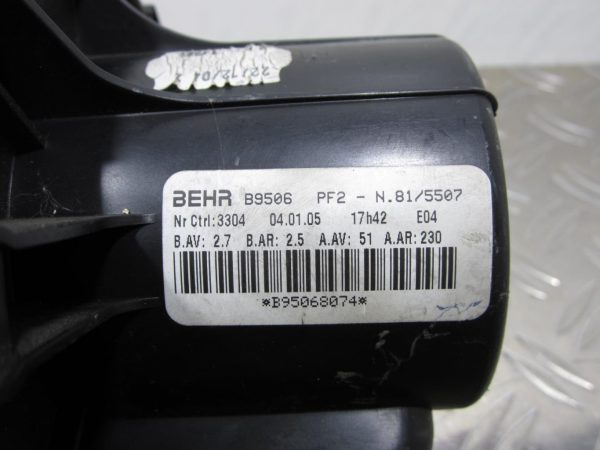 BEHR B9506 PF2 - N.81/5507
Nr Ctrl:3304 04.01.05 17h42 E04
B.AV: 2.7 B.AR: 2.5 A.AV: 51 A.AR: 230
*B95068074*